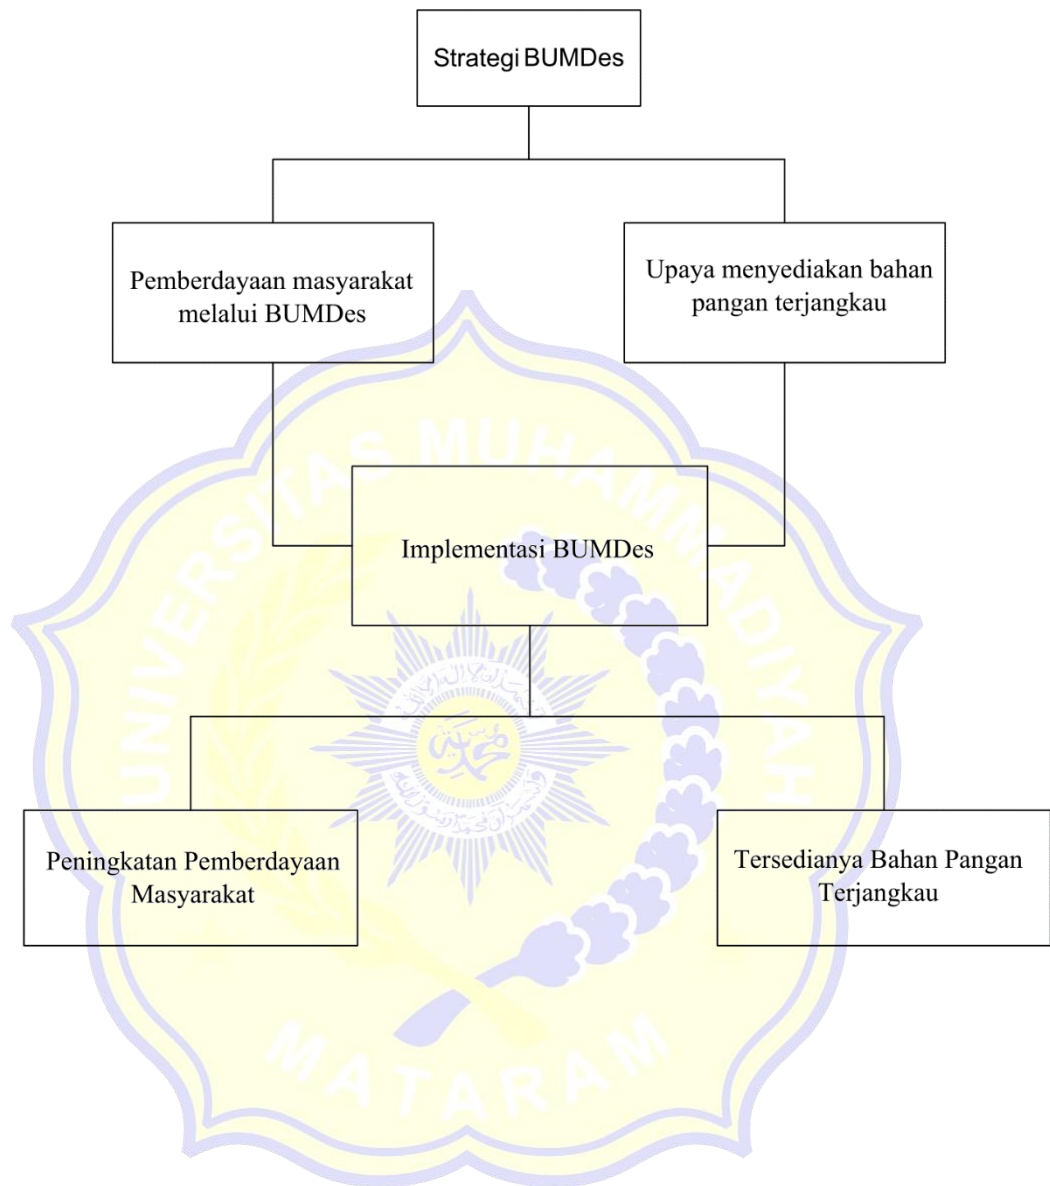 Strategi BUMDes
Pemberdayaan masyarakat
melalui BUMDes
Upaya menyediakan bahan
pangan terjangkau
UNIVERSITAS MUHAMMADIYAH
Implementasi BUMDes
Peningkatan Pemberdayaan
Masyarakat
Tersedianya Bahan Pangan
Terjangkau
MATARAM